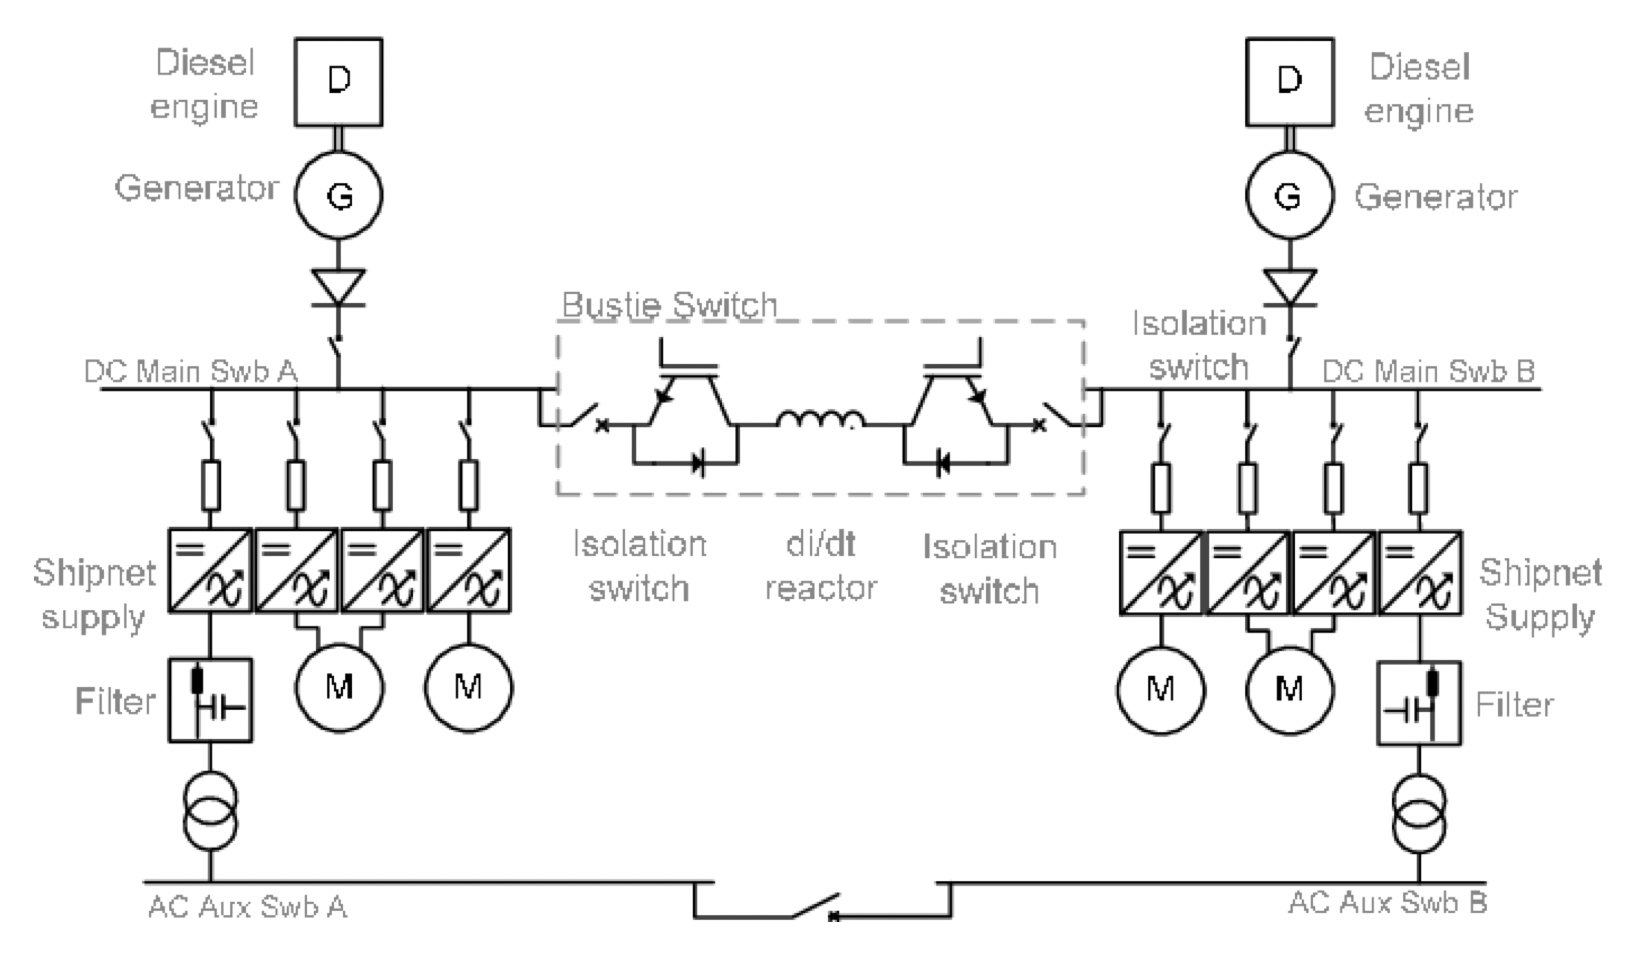 Diesel
engine
D
D
Diesel
engine
Generator
G
G
Generator
Bustie Switch
Isolation
switch
DC Main Swb A
DC Main Swb B
Isolation
switch
di/dt
reactor
Isolation
switch
Shipnet
supply
Shipnet
Supply
Filter
M
M
M
M
Filter
AC Aux Swb A
AC Aux Swb B